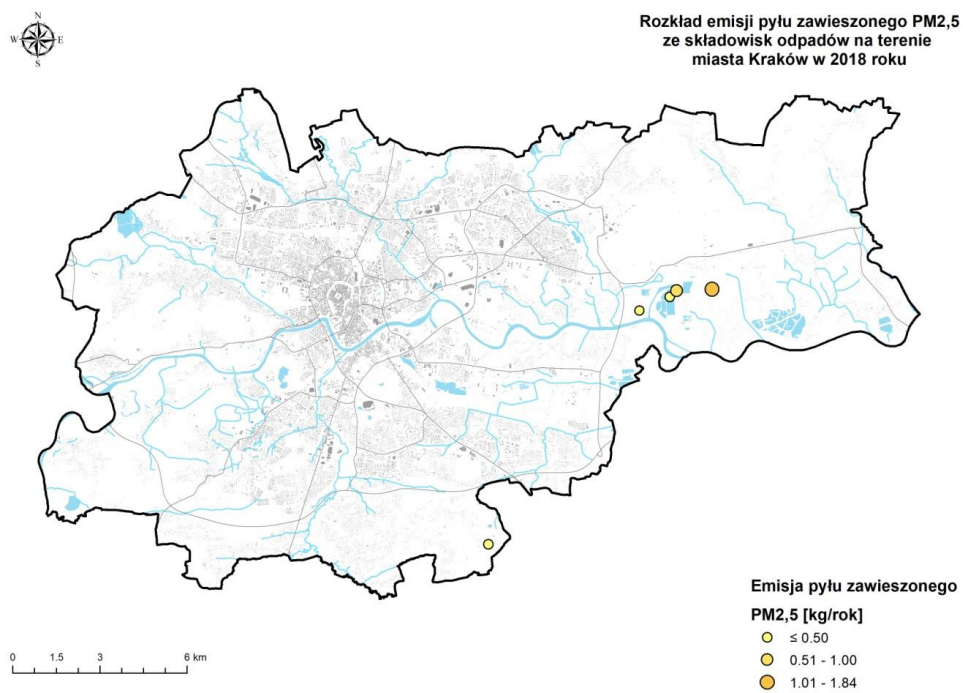 N
W E
S
Rozkład emisji pyłu zawieszonego PM2,5
ze składowisk odpadów na terenie
miasta Kraków w 2018 roku
Emisja pyłu zawieszonego
PM2,5 [kg/rok]
≤ 0.50
0.51 - 1.00
1.01 - 1.84
0 1.5 3 6 km